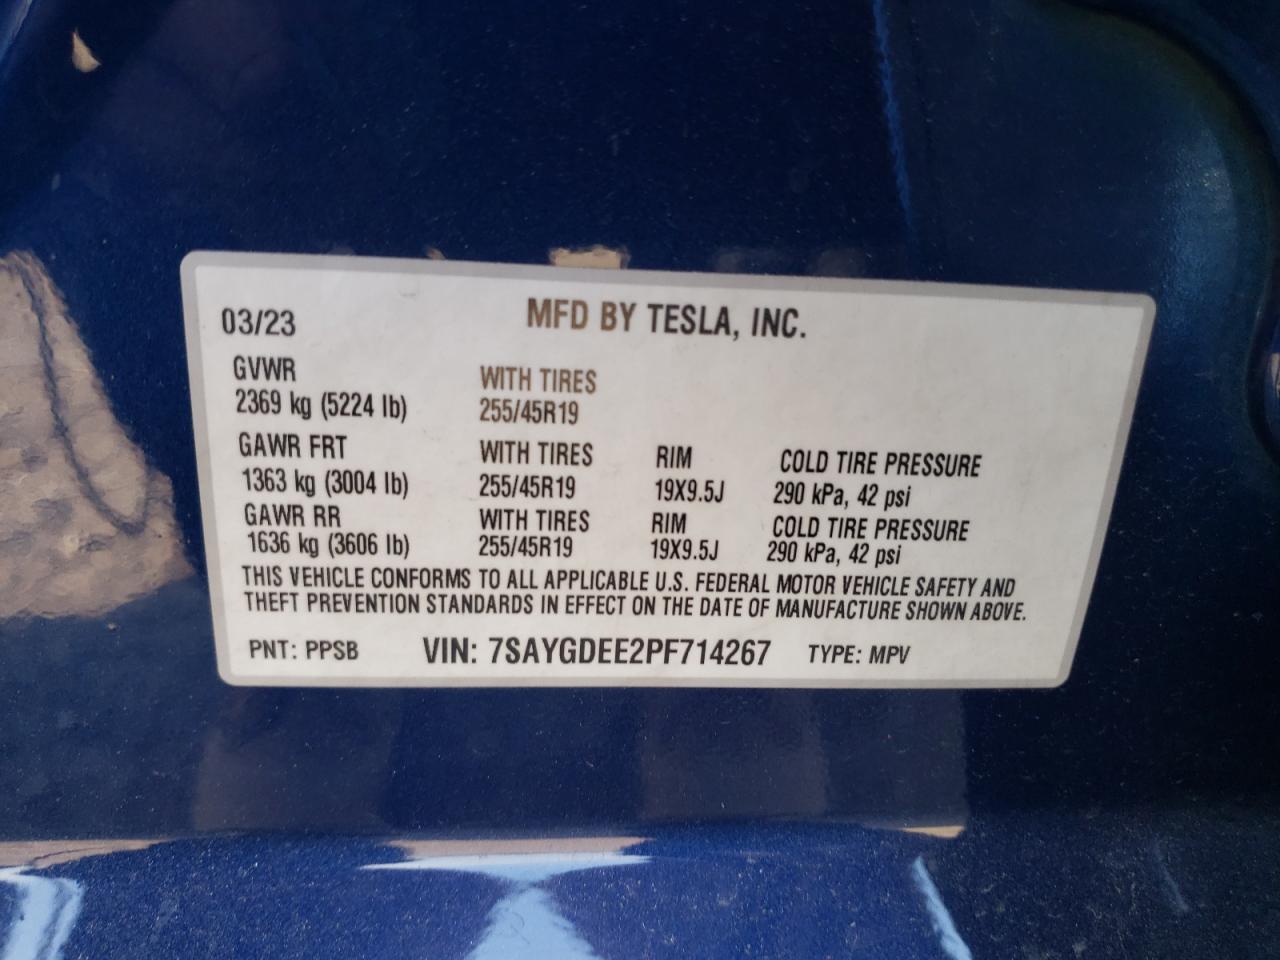 03/23 MFD BY TESLA, INC.
GVWR WITH TIRES
2369 kg (5224 lb) 255/45R19
GAWR FRT WITH TIRES RIM COLD TIRE PRESSURE
1363 kg (3004 lb) 255/45R19 19X9.5J 290 kPa, 42 psi
GAWR RR WITH TIRES RIM COLD TIRE PRESSURE
1636 kg (3606 lb) 255/45R19 19X9.5J 290 kPa, 42 psi
THIS VEHICLE CONFORMS TO ALL APPLICABLE U.S. FEDERAL MOTOR VEHICLE SAFETY AND
THEFT PREVENTION STANDARDS IN EFFECT ON THE DATE OF MANUFACTURE SHOWN ABOVE.
PNT: PPSB VIN: 7SAYGDEE2PF714267 TYPE: MPV